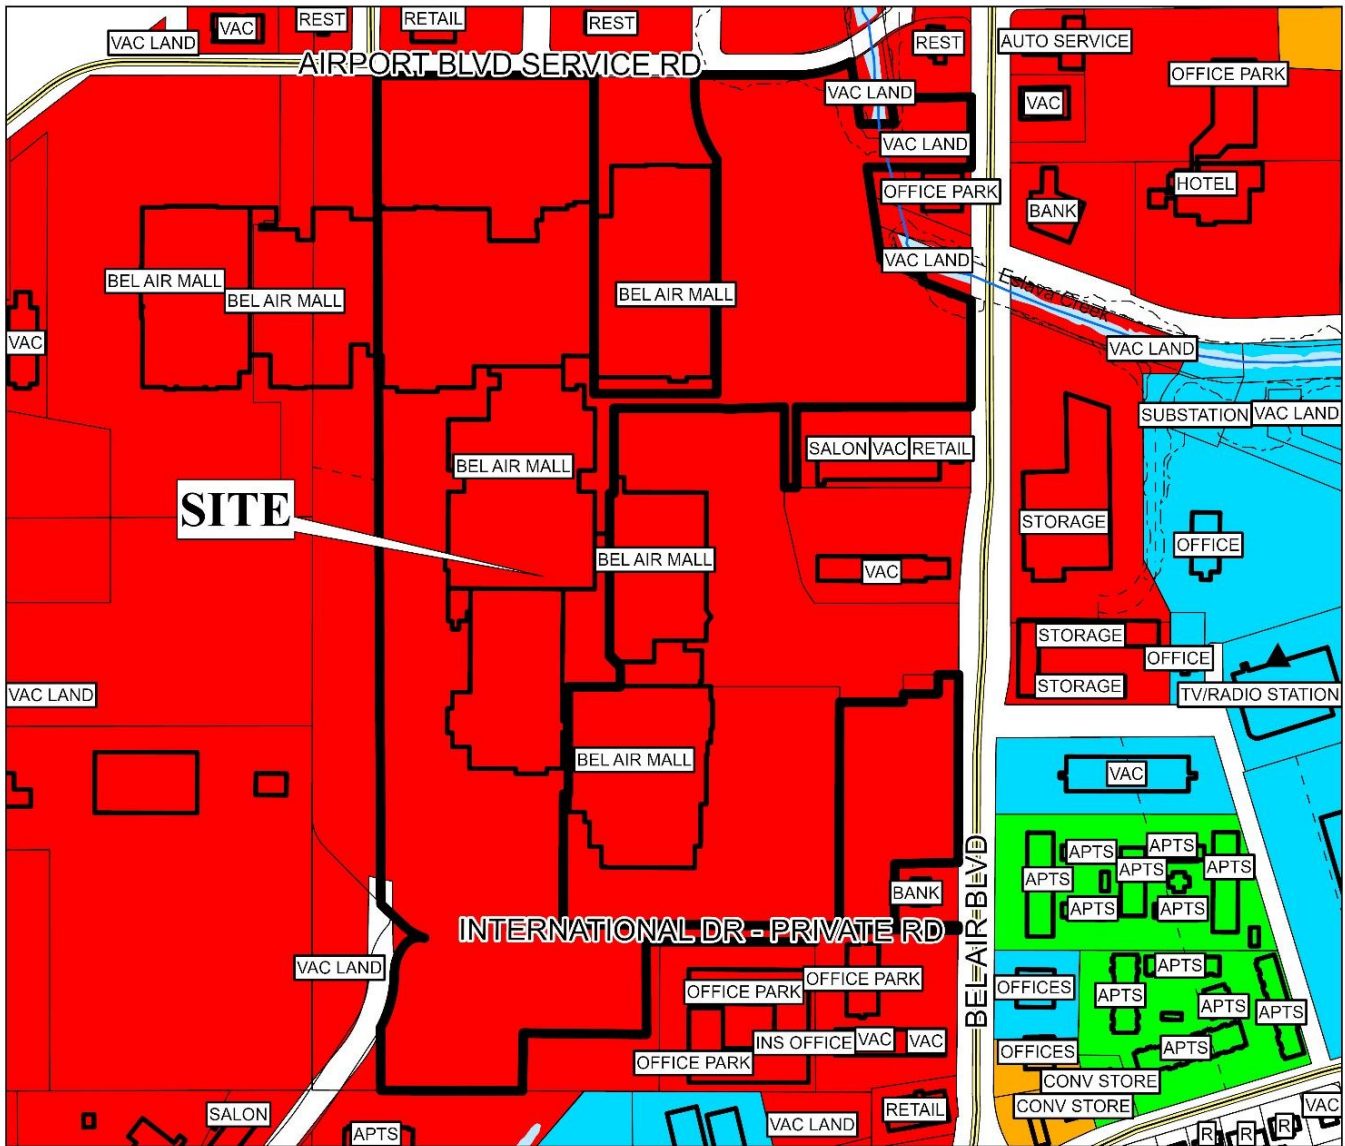 REST
RETAIL
REST
VAC
VAC LAND
REST
AUTO SERVICE
AIRPORT BLVD SERVICE RD
OFFICE PARK
VAC LAND
VAC
VAC LAND
HOTEL
OFFICE PARK
BANK
VAC LAND
BEL AIR MALL
BEL AIR MALL
BEL AIR MALL
Eslava Creek
VAC
VAC LAND
SUBSTATION
VAC LAND
SALON
VAC
RETAIL
BEL AIR MALL
SITE
STORAGE
OFFICE
BEL AIR MALL
VAC
STORAGE
OFFICE
STORAGE
VAC LAND
TV/RADIO STATION
BEL AIR MALL
VAC
APTS
APTS
APTS
APTS
APTS
APTS
APTS
BANK
BEL AIR BLVD
INTERNATIONAL DR - PRIVATE RD
VAC LAND
OFFICE PARK
OFFICE PARK
OFFICES
APTS
APTS
APTS
APTS
INS OFFICE
VAC
VAC
OFFICE PARK
OFFICES
APTS
CONV STORE
CONV STORE
SALON
RETAIL
VAC LAND
APTS
VAC
R
R
R